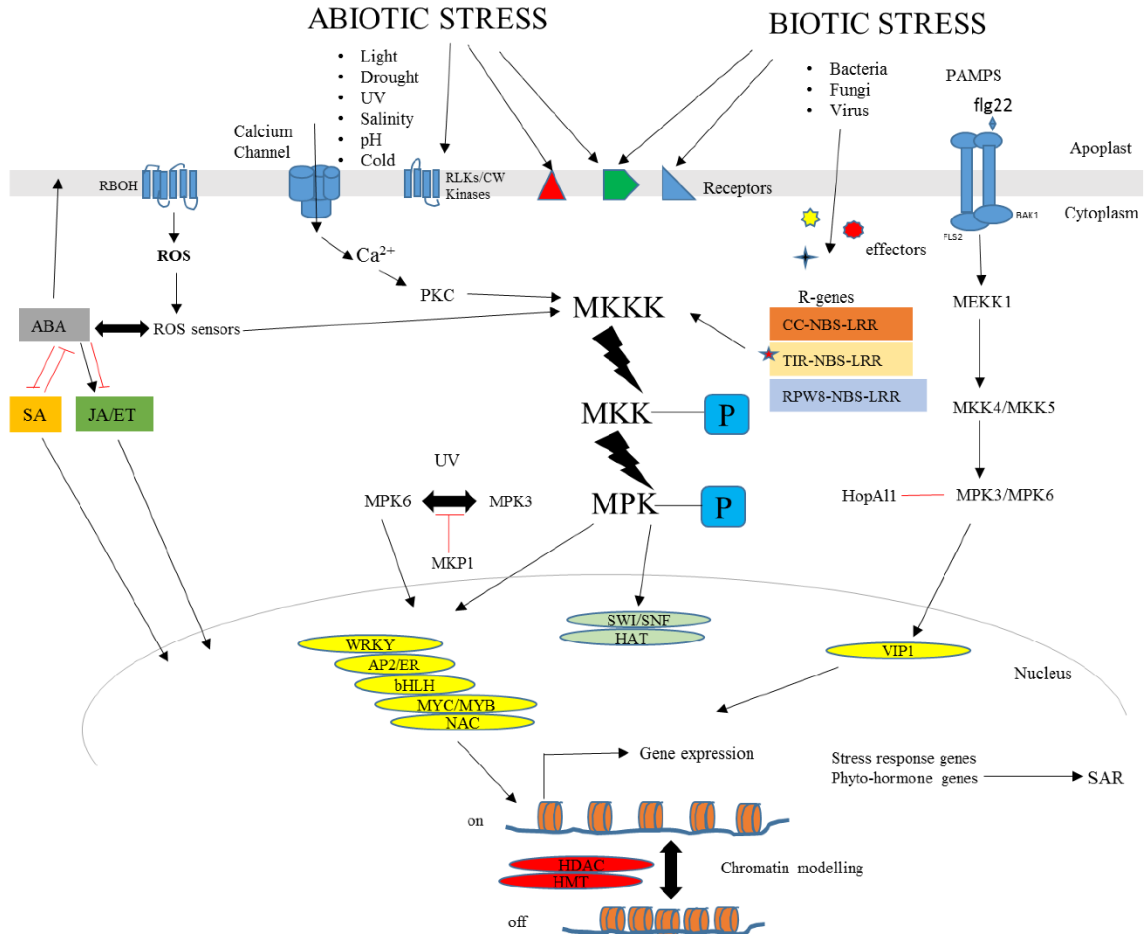 ABIOTIC STRESS
BIOTIC STRESS
• Light
• Drought
• UV
• Salinity
• pH
• Cold
• Bacteria
• Fungi
• Virus
PAMPS
flg22
Calcium
Channel
Apoplast
RBOH
RLKs/CW
Kinases
Receptors
Cytoplasm
BAK1
FLS2
effectors
ROS
Ca2+
PKC
MKKK
R-genes
MEKK1
ABA
ROS sensors
CC-NBS-LRR
TIR-NBS-LRR
RPW8-NBS-LRR
SA
JA/ET
MKK
P
MKK4/MKK5
UV
MPK6
MPK3
MPK
P
HopAl1
MPK3/MPK6
MKP1
SWI/SNF
HAT
WRKY
AP2/ER
bHLH
MYC/MYB
NAC
VIP1
Nucleus
Gene expression
Stress response genes
Phyto-hormone genes
SAR
on
HDAC
HMT
Chromatin modelling
off